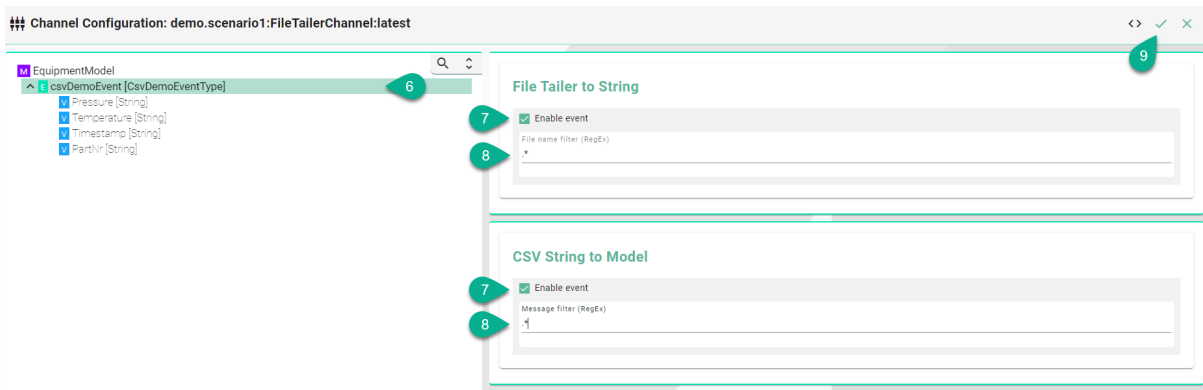 Channel Configuration: demo.scenario1:FileTailerChannel:latest
<>
9
M EquipmentModel
E csvDemoEvent [CsvDemoEventType]
6
V Pressure [String]
V Temperature [String]
V Timestamp [String]
V PartNr [String]
File Tailer to String
7
Enable event
File name filter (RegEx)
8
.*
CSV String to Model
7
Enable event
Message filter (RegEx)
8
.*